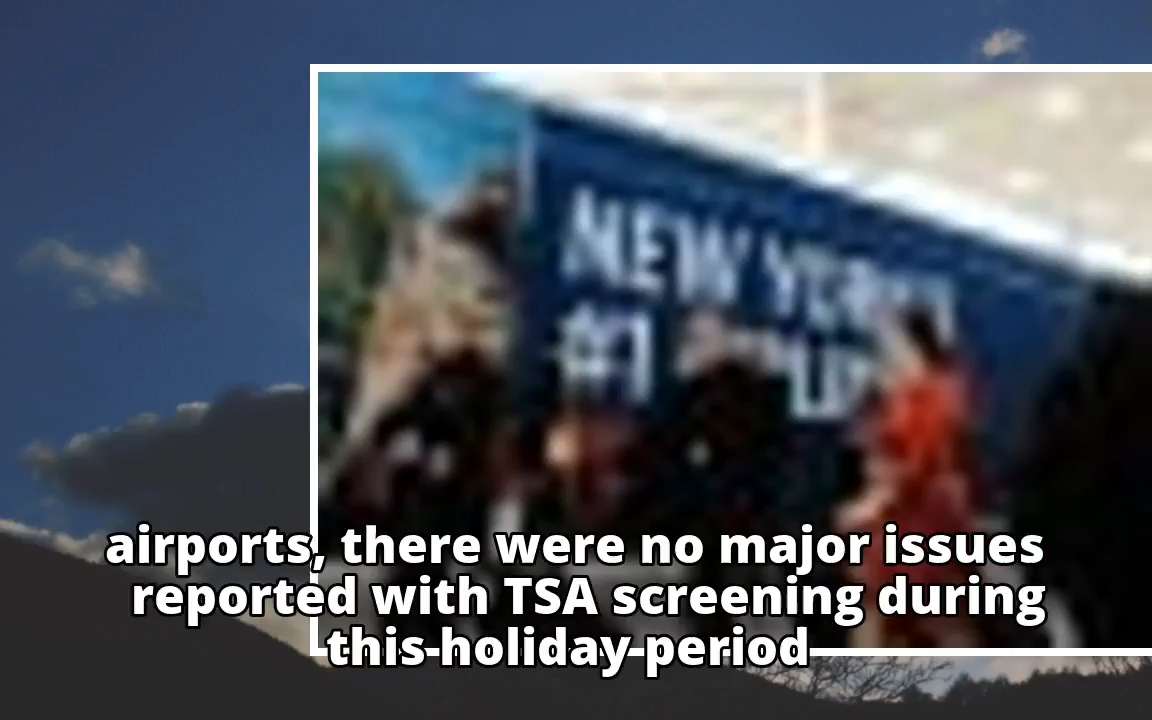 NEW YORK'S
#1
airports, there were no major issues
reported with TSA screening during
this holiday period